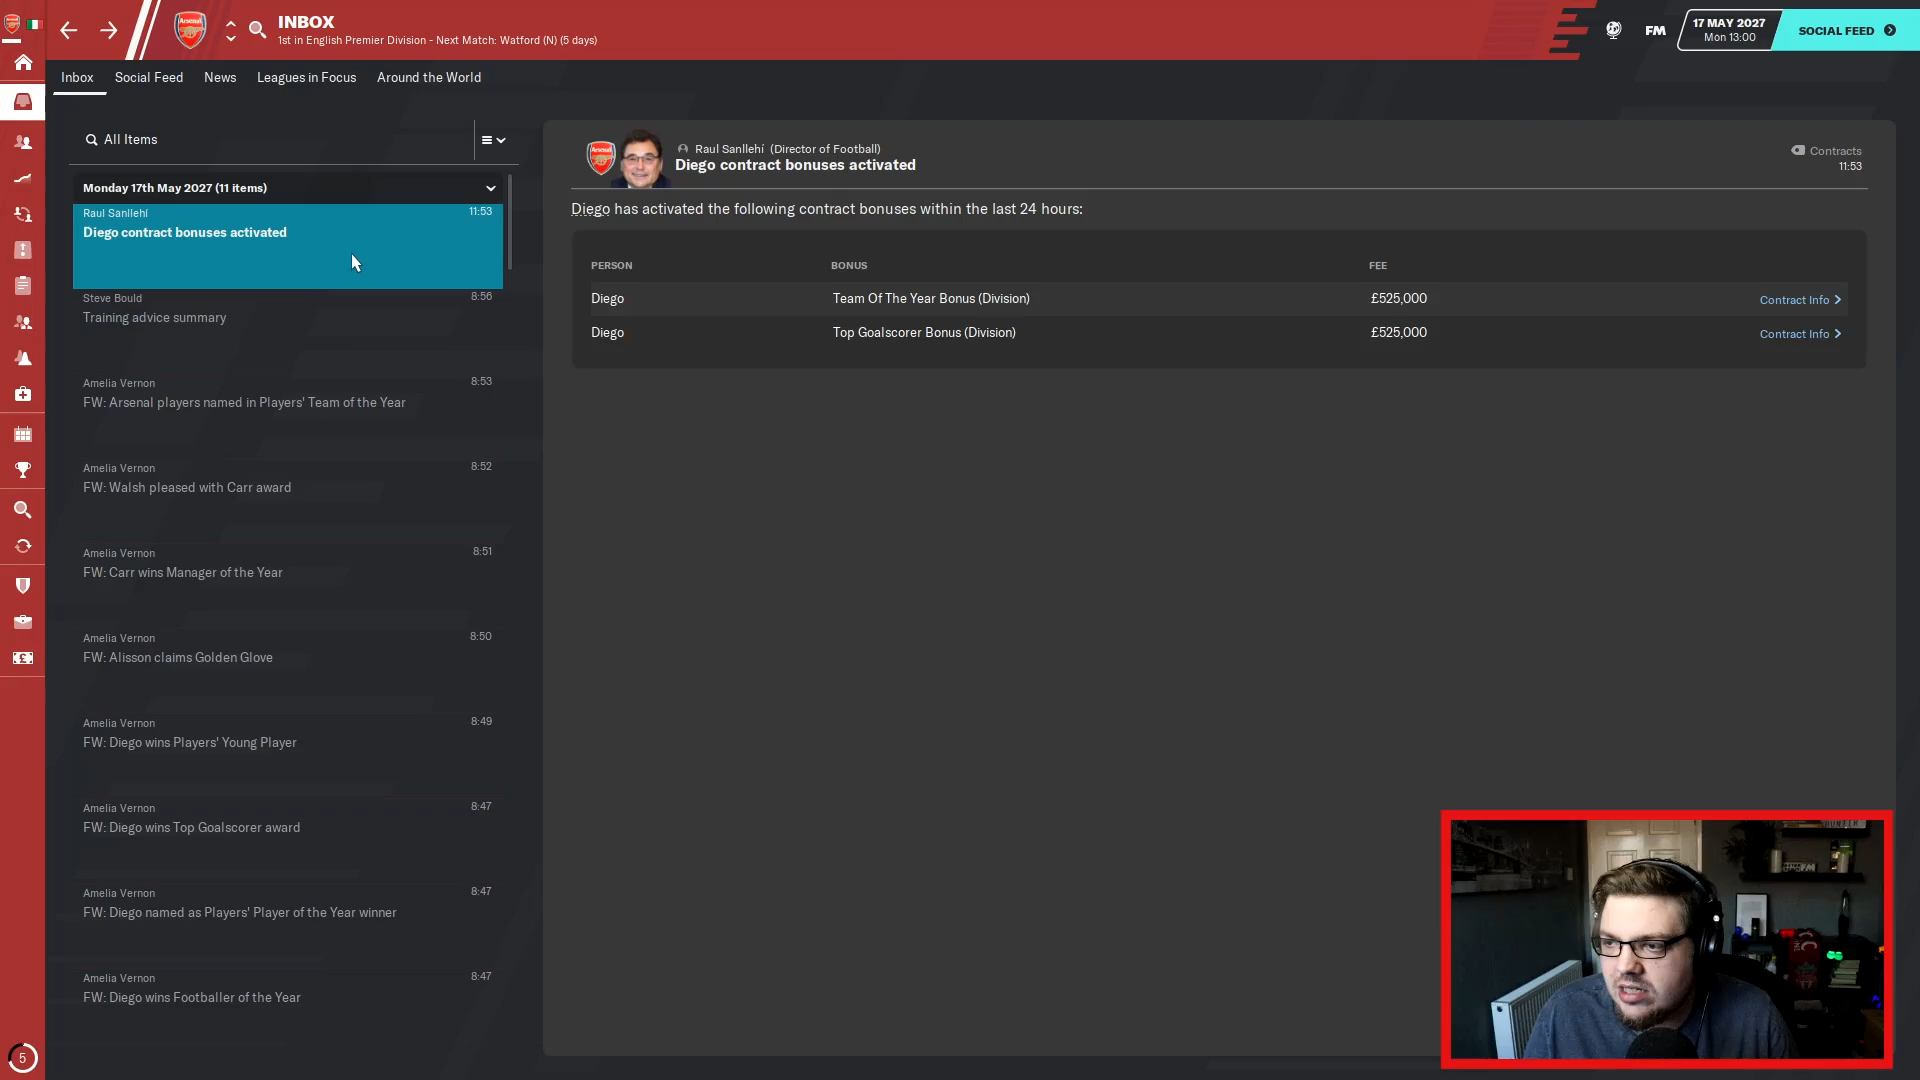 INBOX
1st in English Premier Division - Next Match: Watford (N) (5 days)
FM
17 MAY 2027
Mon 13:00
SOCIAL FEED
Inbox
Social Feed
News
Leagues in Focus
Around the World
All Items
Monday 17th May 2027 (11 items)
Raul Sanllehí
11:53
Diego contract bonuses activated
Steve Bould
8:56
Training advice summary
Amelia Vernon
8:53
FW: Arsenal players named in Players' Team of the Year
Amelia Vernon
8:52
FW: Walsh pleased with Carr award
Amelia Vernon
8:51
FW: Carr wins Manager of the Year
Amelia Vernon
8:50
FW: Alisson claims Golden Glove
Amelia Vernon
8:49
FW: Diego wins Players' Young Player
Amelia Vernon
8:47
FW: Diego wins Top Goalscorer award
Amelia Vernon
8:47
FW: Diego named as Players' Player of the Year winner
Amelia Vernon
8:47
FW: Diego wins Footballer of the Year
5
Arsenal
Raul Sanllehí (Director of Football)
Diego contract bonuses activated
Contracts
11:53
Diego has activated the following contract bonuses within the last 24 hours:
PERSON BONUS FEE
Diego Team Of The Year Bonus (Division) £525,000 Contract Info
Diego Top Goalscorer Bonus (Division) £525,000 Contract Info